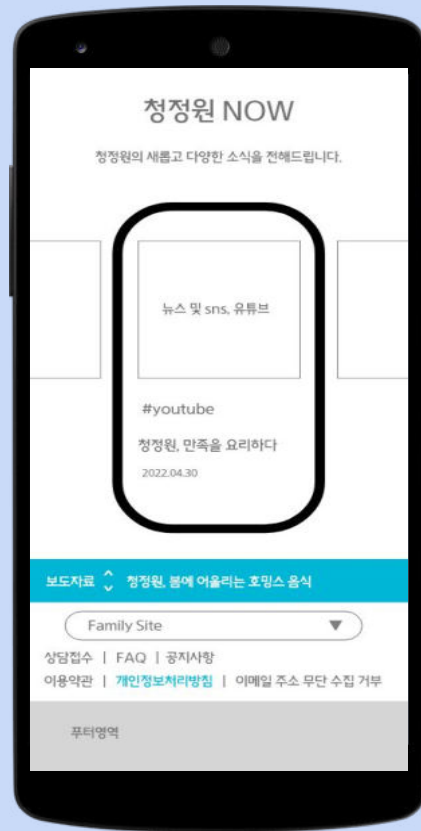 청정원 NOW
청정원의 새롭고 다양한 소식을 전해드립니다.
뉴스 및 sns, 유튜브
#youtube
청정원, 만족을 요리하다
2022.04.30
보도자료 청정원, 봄에 어울리는 호밍스 음식
Family Site ▼
상담접수 | FAQ | 공지사항
이용약관 | 개인정보처리방침 | 이메일 주소 무단 수집 거부
푸터영역